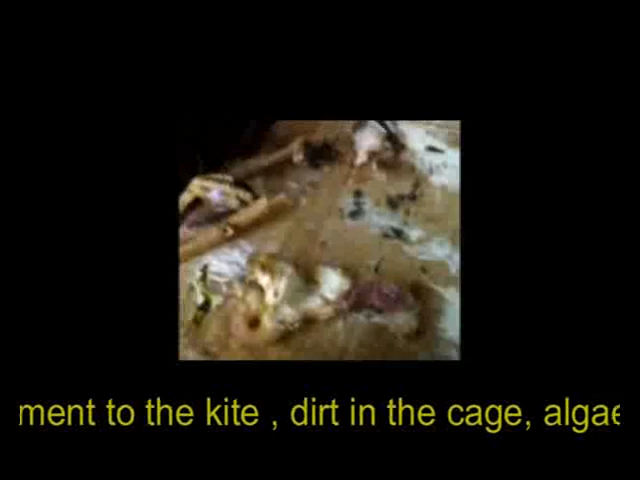 ment to the kite , dirt in the cage, algae